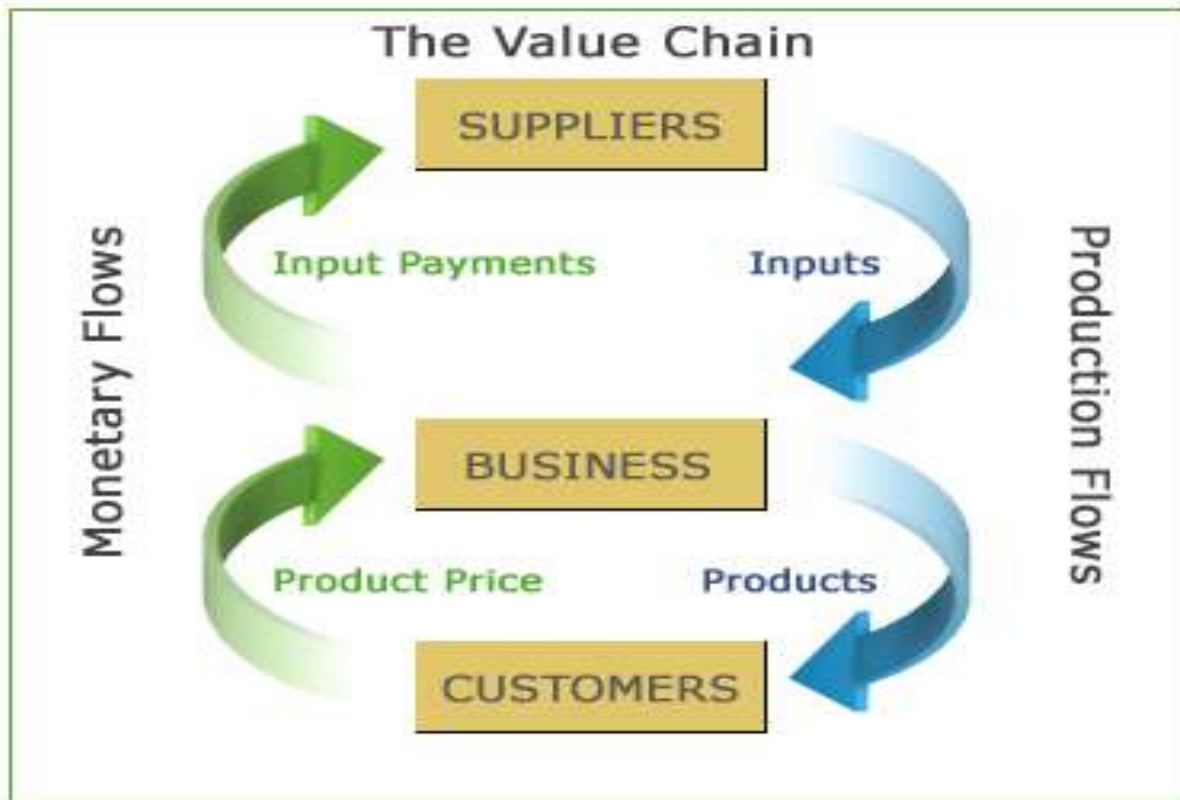 The Value Chain
SUPPLIERS
Monetary Flows
Input Payments
Inputs
Production Flows
BUSINESS
Product Price
Products
CUSTOMERS